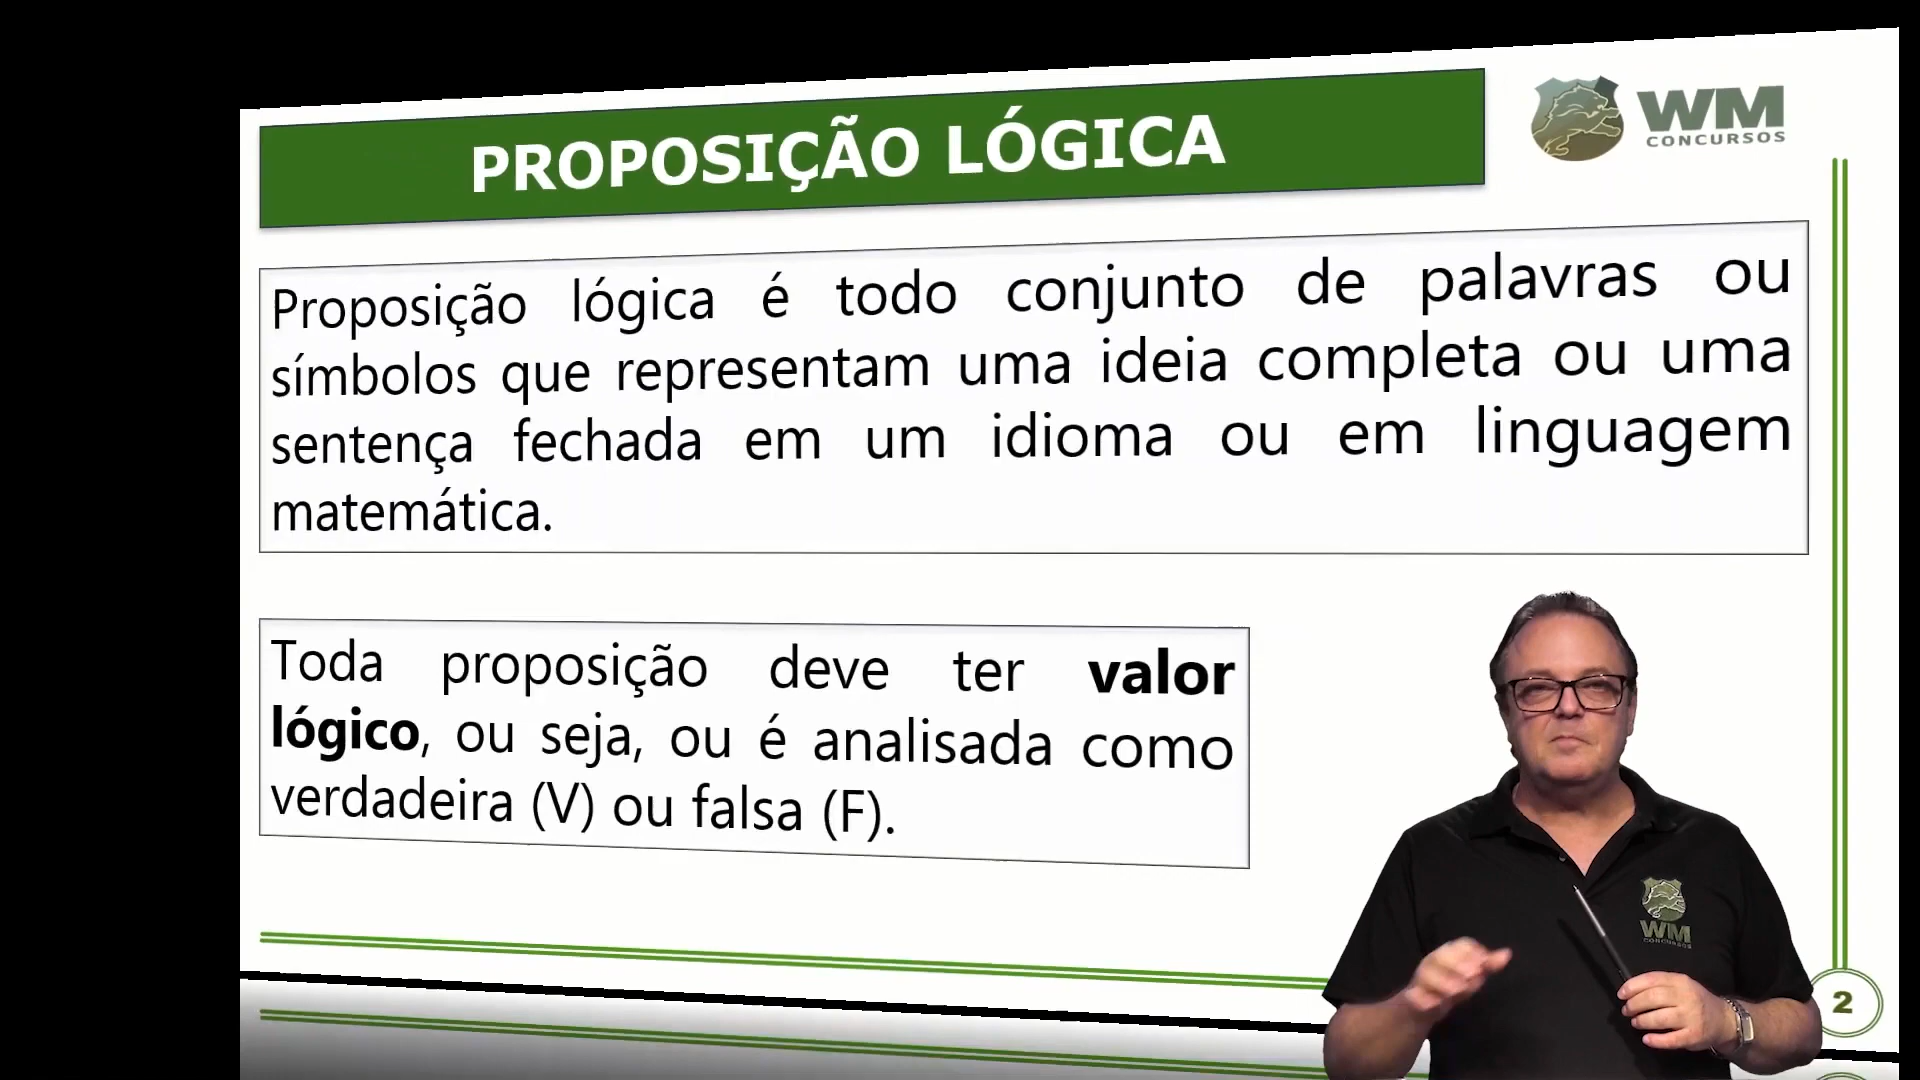 PROPOSIÇÃO LÓGICA
WM
CONCURSOS
Proposição lógica é todo conjunto de palavras ou
símbolos que representam uma ideia completa ou uma
sentença fechada em um idioma ou em linguagem
matemática.
Toda proposição deve ter valor
lógico, ou seja, ou é analisada como
verdadeira (V) ou falsa (F).
WM
CONCURSOS
2